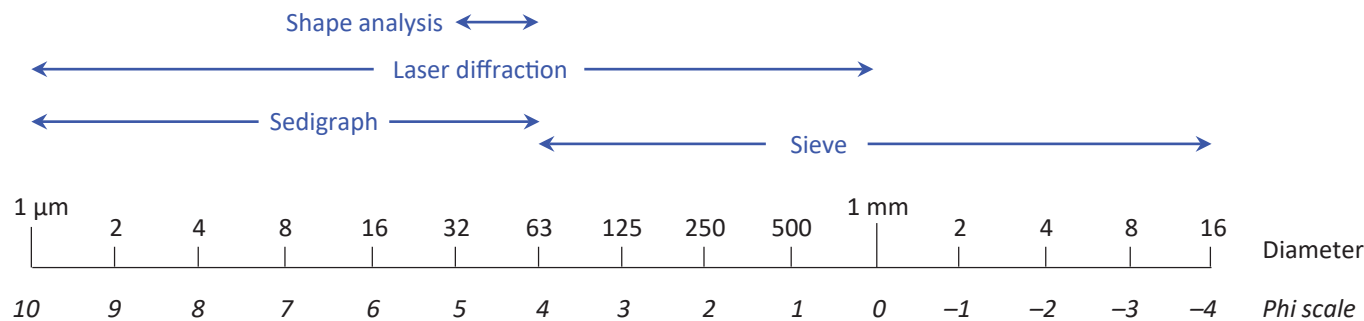 Shape analysis
Laser diffraction
Sedigraph
Sieve
1 µm 2 4 8 16 32 63 125 250 500 1 mm 2 4 8 16 Diameter
10 9 8 7 6 5 4 3 2 1 0 –1 –2 –3 –4 Phi scale